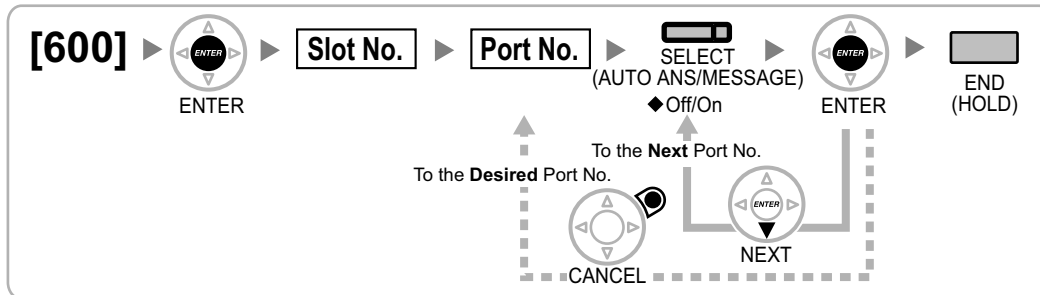 [600]
ENTER
ENTER
Slot No.
Port No.
SELECT
(AUTO ANS/MESSAGE)
◆Off/On
ENTER
ENTER
END
(HOLD)
To the Next Port No.
To the Desired Port No.
ENTER
NEXT
CANCEL